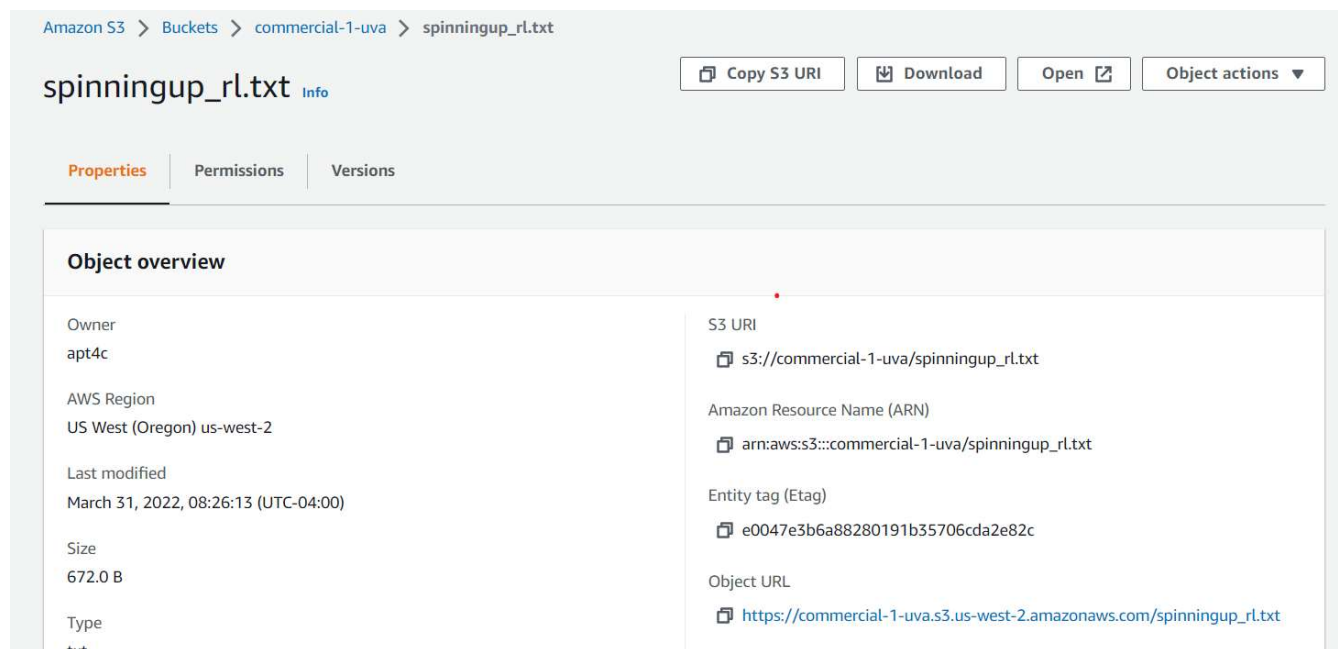 Amazon S3 > Buckets > commercial-1-uva > spinningup_rl.txt
spinningup_rl.txt Info
Copy S3 URI
Download
Open
Object actions
Properties
Permissions
Versions
Object overview
Owner
apt4c
AWS Region
US West (Oregon) us-west-2
Last modified
March 31, 2022, 08:26:13 (UTC-04:00)
Size
672.0 B
Type
txt
S3 URI
s3://commercial-1-uva/spinningup_rl.txt
Amazon Resource Name (ARN)
arn:aws:s3:::commercial-1-uva/spinningup_rl.txt
Entity tag (Etag)
e0047e3b6a88280191b35706cda2e82c
Object URL
https://commercial-1-uva.s3.us-west-2.amazonaws.com/spinningup_rl.txt